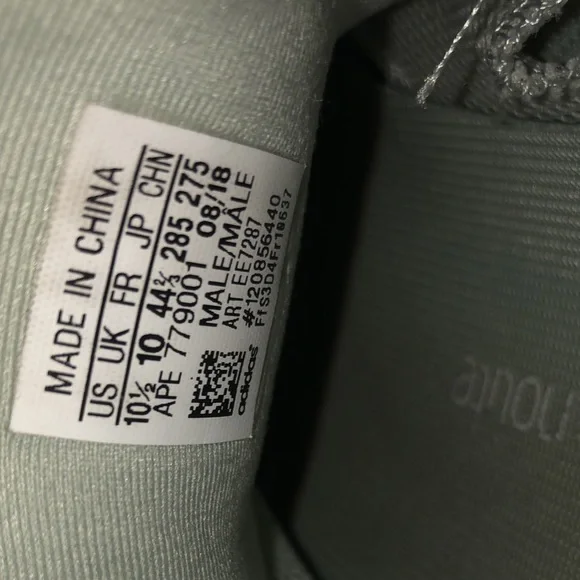 MADE IN CHINA
US UK FR JP CHN
10½ 10 44⅔ 285 275
APE 779001 08/18
MALE/MÂLE
ART EE7287
#120856440
FfS3D4Ff10637
adidas